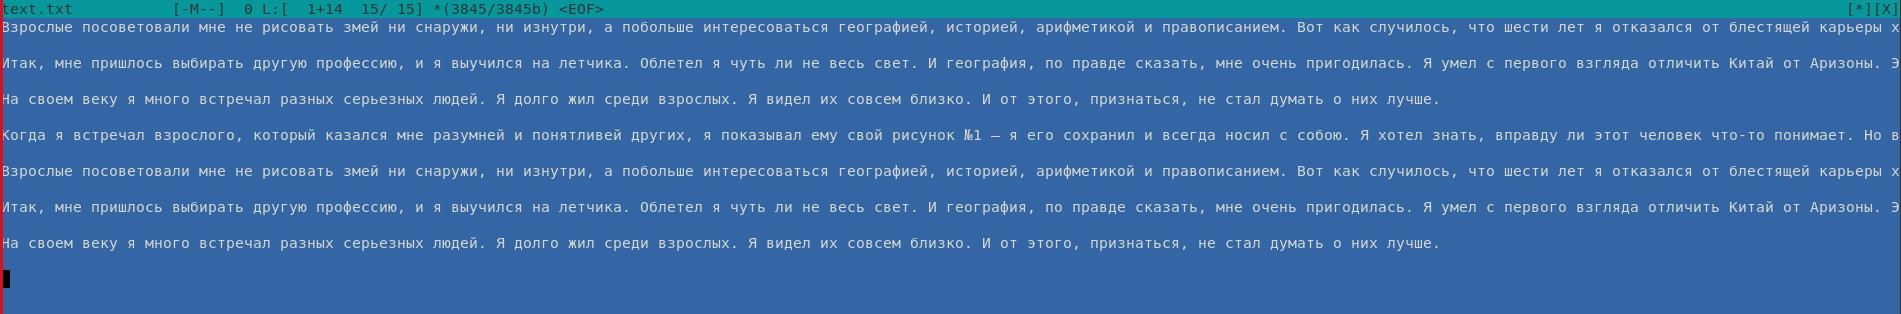 text.txt [-M--] 0 L:[ 1+14 15/ 15] *(3845/3845b) <EOF> [*][X]
Взрослые посоветовали мне не рисовать змей ни снаружи, ни изнутри, а побольше интересоваться географией, историей, арифметикой и правописанием. Вот как случилось, что шести лет я отказался от блестящей карьеры х
Итак, мне пришлось выбирать другую профессию, и я выучился на летчика. Облетел я чуть ли не весь свет. И география, по правде сказать, мне очень пригодилась. Я умел с первого взгляда отличить Китай от Аризоны. Э
На своем веку я много встречал разных серьезных людей. Я долго жил среди взрослых. Я видел их совсем близко. И от этого, признаться, не стал думать о них лучше.
Когда я встречал взрослого, который казался мне разумней и понятливей других, я показывал ему свой рисунок №1 — я его сохранил и всегда носил с собою. Я хотел знать, вправду ли этот человек что-то понимает. Но в
Взрослые посоветовали мне не рисовать змей ни снаружи, ни изнутри, а побольше интересоваться географией, историей, арифметикой и правописанием. Вот как случилось, что шести лет я отказался от блестящей карьеры х
Итак, мне пришлось выбирать другую профессию, и я выучился на летчика. Облетел я чуть ли не весь свет. И география, по правде сказать, мне очень пригодилась. Я умел с первого взгляда отличить Китай от Аризоны. Э
На своем веку я много встречал разных серьезных людей. Я долго жил среди взрослых. Я видел их совсем близко. И от этого, признаться, не стал думать о них лучше.